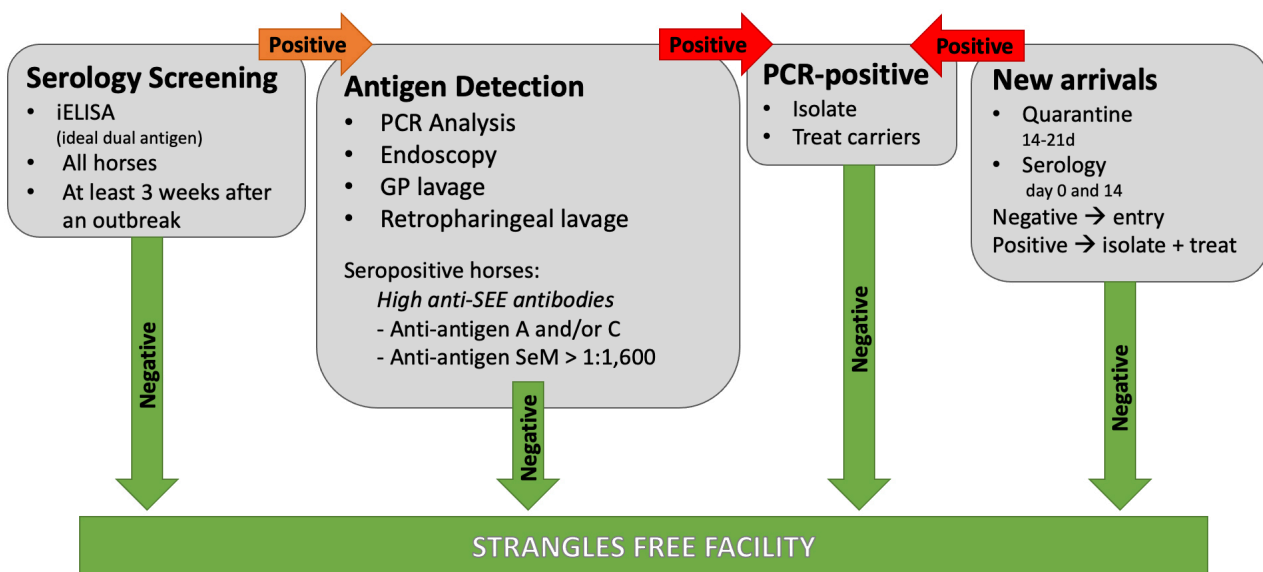 Positive
Serology Screening
• iELISA
(ideal dual antigen)
• All horses
• At least 3 weeks after
an outbreak
Negative
Antigen Detection
• PCR Analysis
• Endoscopy
• GP lavage
• Retropharingeal lavage
Seropositive horses:
High anti-SEE antibodies
- Anti-antigen A and/or C
- Anti-antigen SeM > 1:1,600
Negative
Positive
PCR-positive
• Isolate
• Treat carriers
Negative
Positive
New arrivals
• Quarantine
14-21d
• Serology
day 0 and 14
Negative → entry
Positive → isolate + treat
Negative
STRANGLES FREE FACILITY